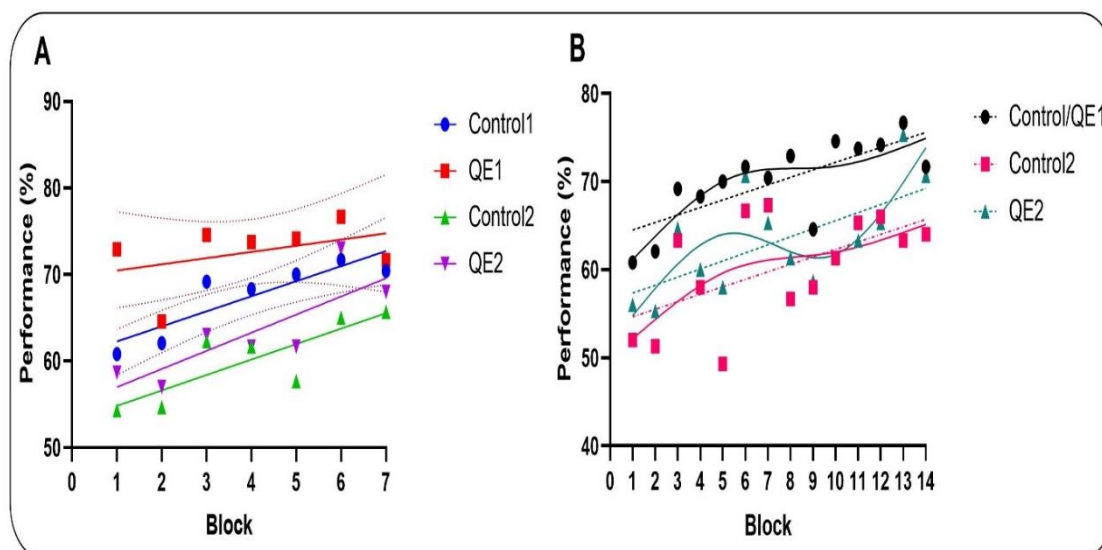 A
Performance (%)
90
80
70
60
50
0 1 2 3 4 5 6 7
Block
Control1
QE1
Control2
QE2
B
Performance (%)
80
70
60
50
40
0 1 2 3 4 5 6 7 8 9 10 11 12 13 14
Block
Control/QE1
Control2
QE2